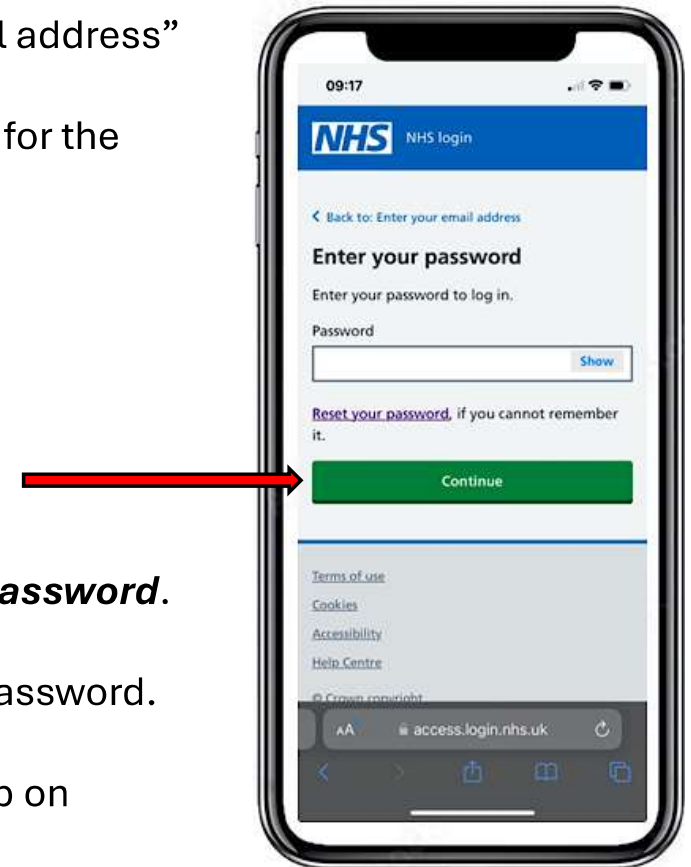 l address”
for the
assword.
assword.
p on
09:17
NHS NHS login
Back to: Enter your email address
Enter your password
Enter your password to log in.
Password
Show
Reset your password, if you cannot remember
it.
Continue
Terms of use
Cookies
Accessibility
Help Centre
© Crown copyright
AA access.login.nhs.uk